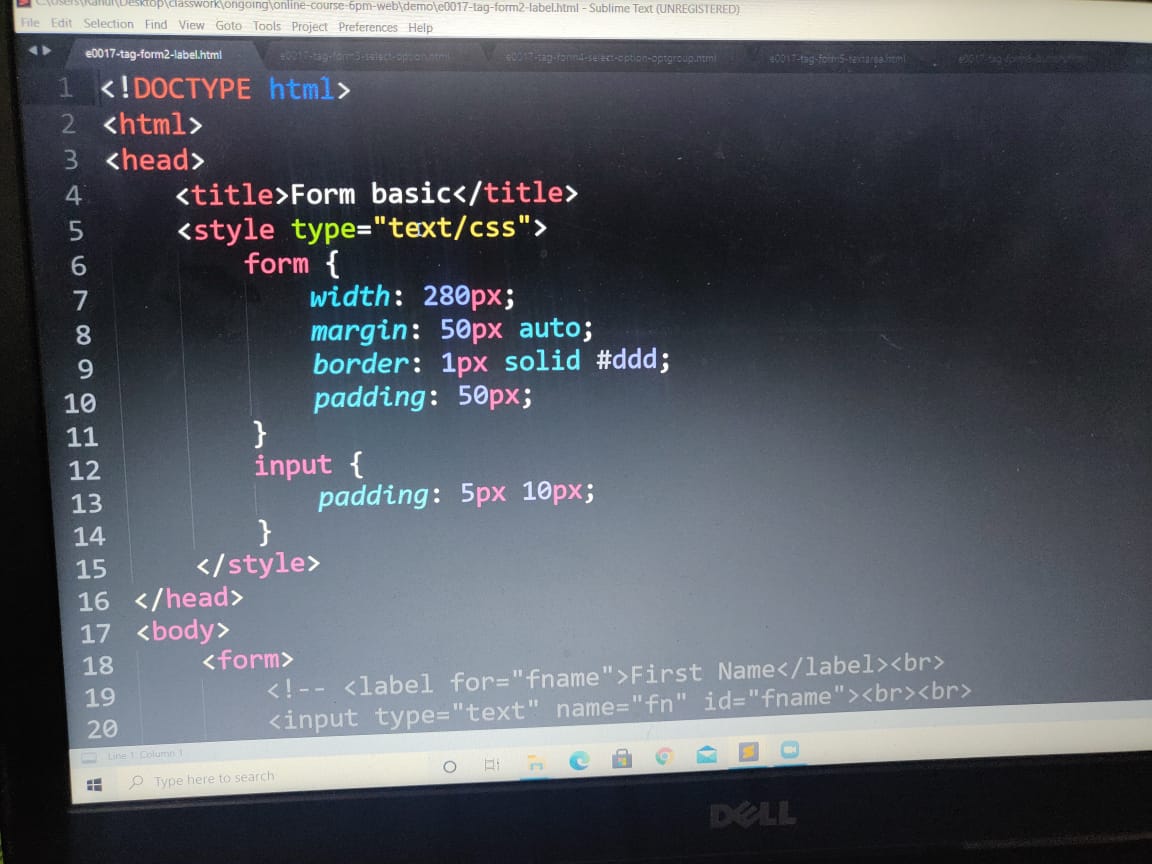 C:\Users\Rahul\Desktop\classwork\ongoing\online-course-6pm-web\demo\e0017-tag-form2-label.html - Sublime Text (UNREGISTERED)
File Edit Selection Find View Goto Tools Project Preferences Help
e0017-tag-form2-label.html e0017-tag-form3-select-option.html e0017-tag-form4-select-option-optgroup.html e0017-tag-form5-textarea.html
1 <!DOCTYPE html>
2 <html>
3 <head>
4 <title>Form basic</title>
5 <style type="text/css">
6 form {
7 width: 280px;
8 margin: 50px auto;
9 border: 1px solid #ddd;
10 padding: 50px;
11 }
12 input {
13 padding: 5px 10px;
14 }
15 </style>
16 </head>
17 <body>
18 <form>
19 <!-- <label for="fname">First Name</label><br>
20 <input type="text" name="fn" id="fname"><br><br>
Line 1, Column 1
Type here to search
DELL